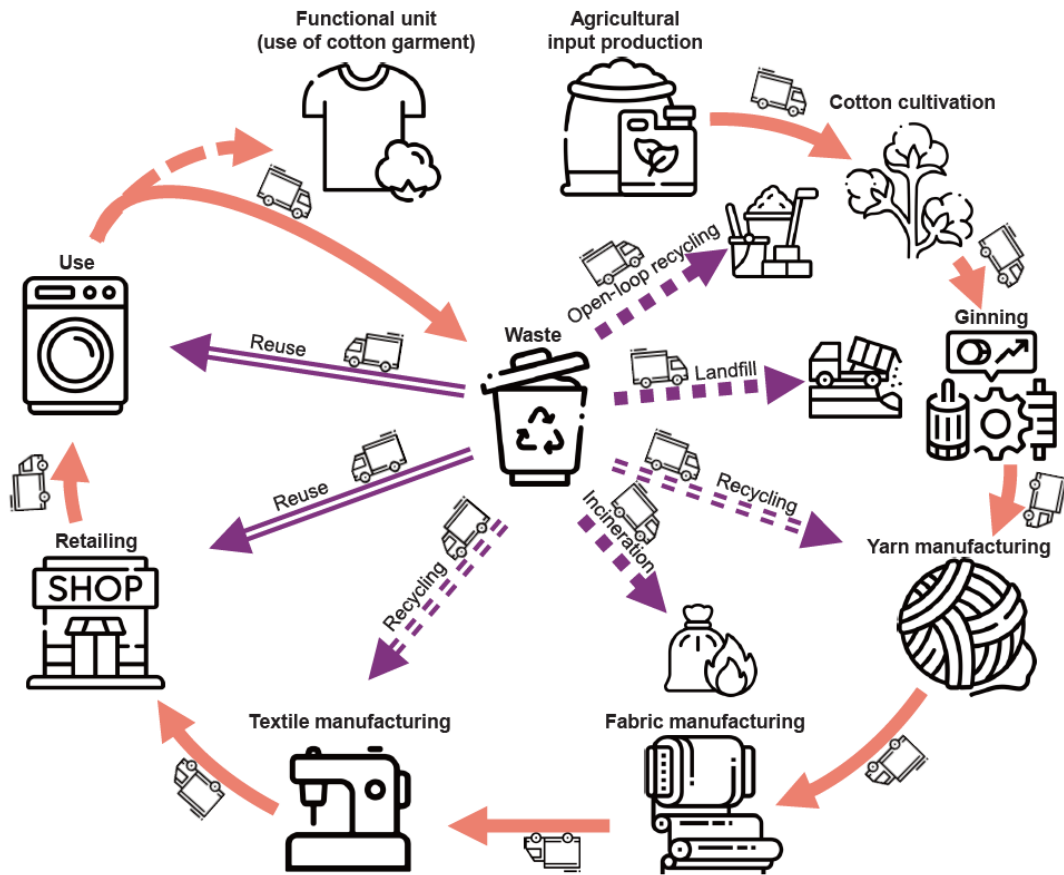 Functional unit
(use of cotton garment)
Agricultural
input production
Cotton cultivation
Use
Open-loop recycling
Ginning
Waste
Reuse
Landfill
Reuse
Recycling
Incineration
Recycling
Retailing
SHOP
Yarn manufacturing
Textile manufacturing
Fabric manufacturing